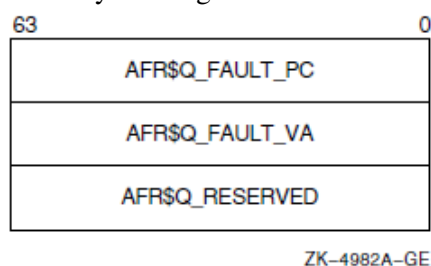 63 0
AFR$Q_FAULT_PC
AFR$Q_FAULT_VA
AFR$Q_RESERVED
ZK–4982A–GE